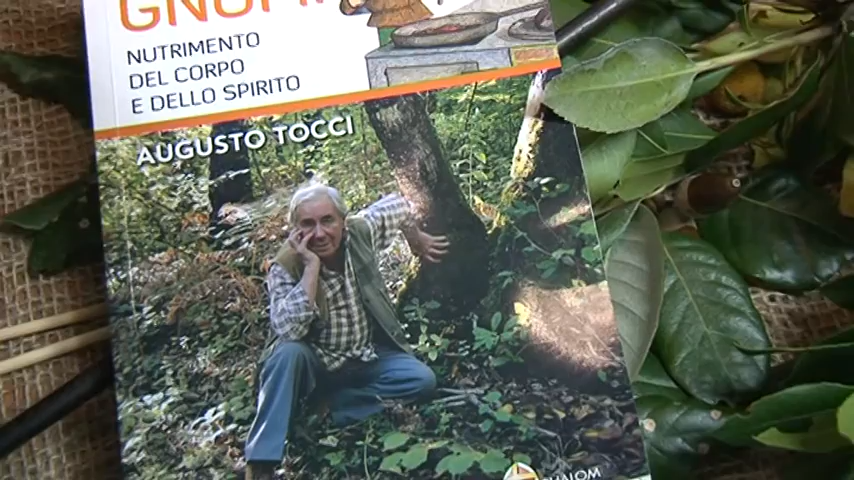 NUTRIMENTO
DEL CORPO
E DELLO SPIRITO
AUGUSTO TOCCI